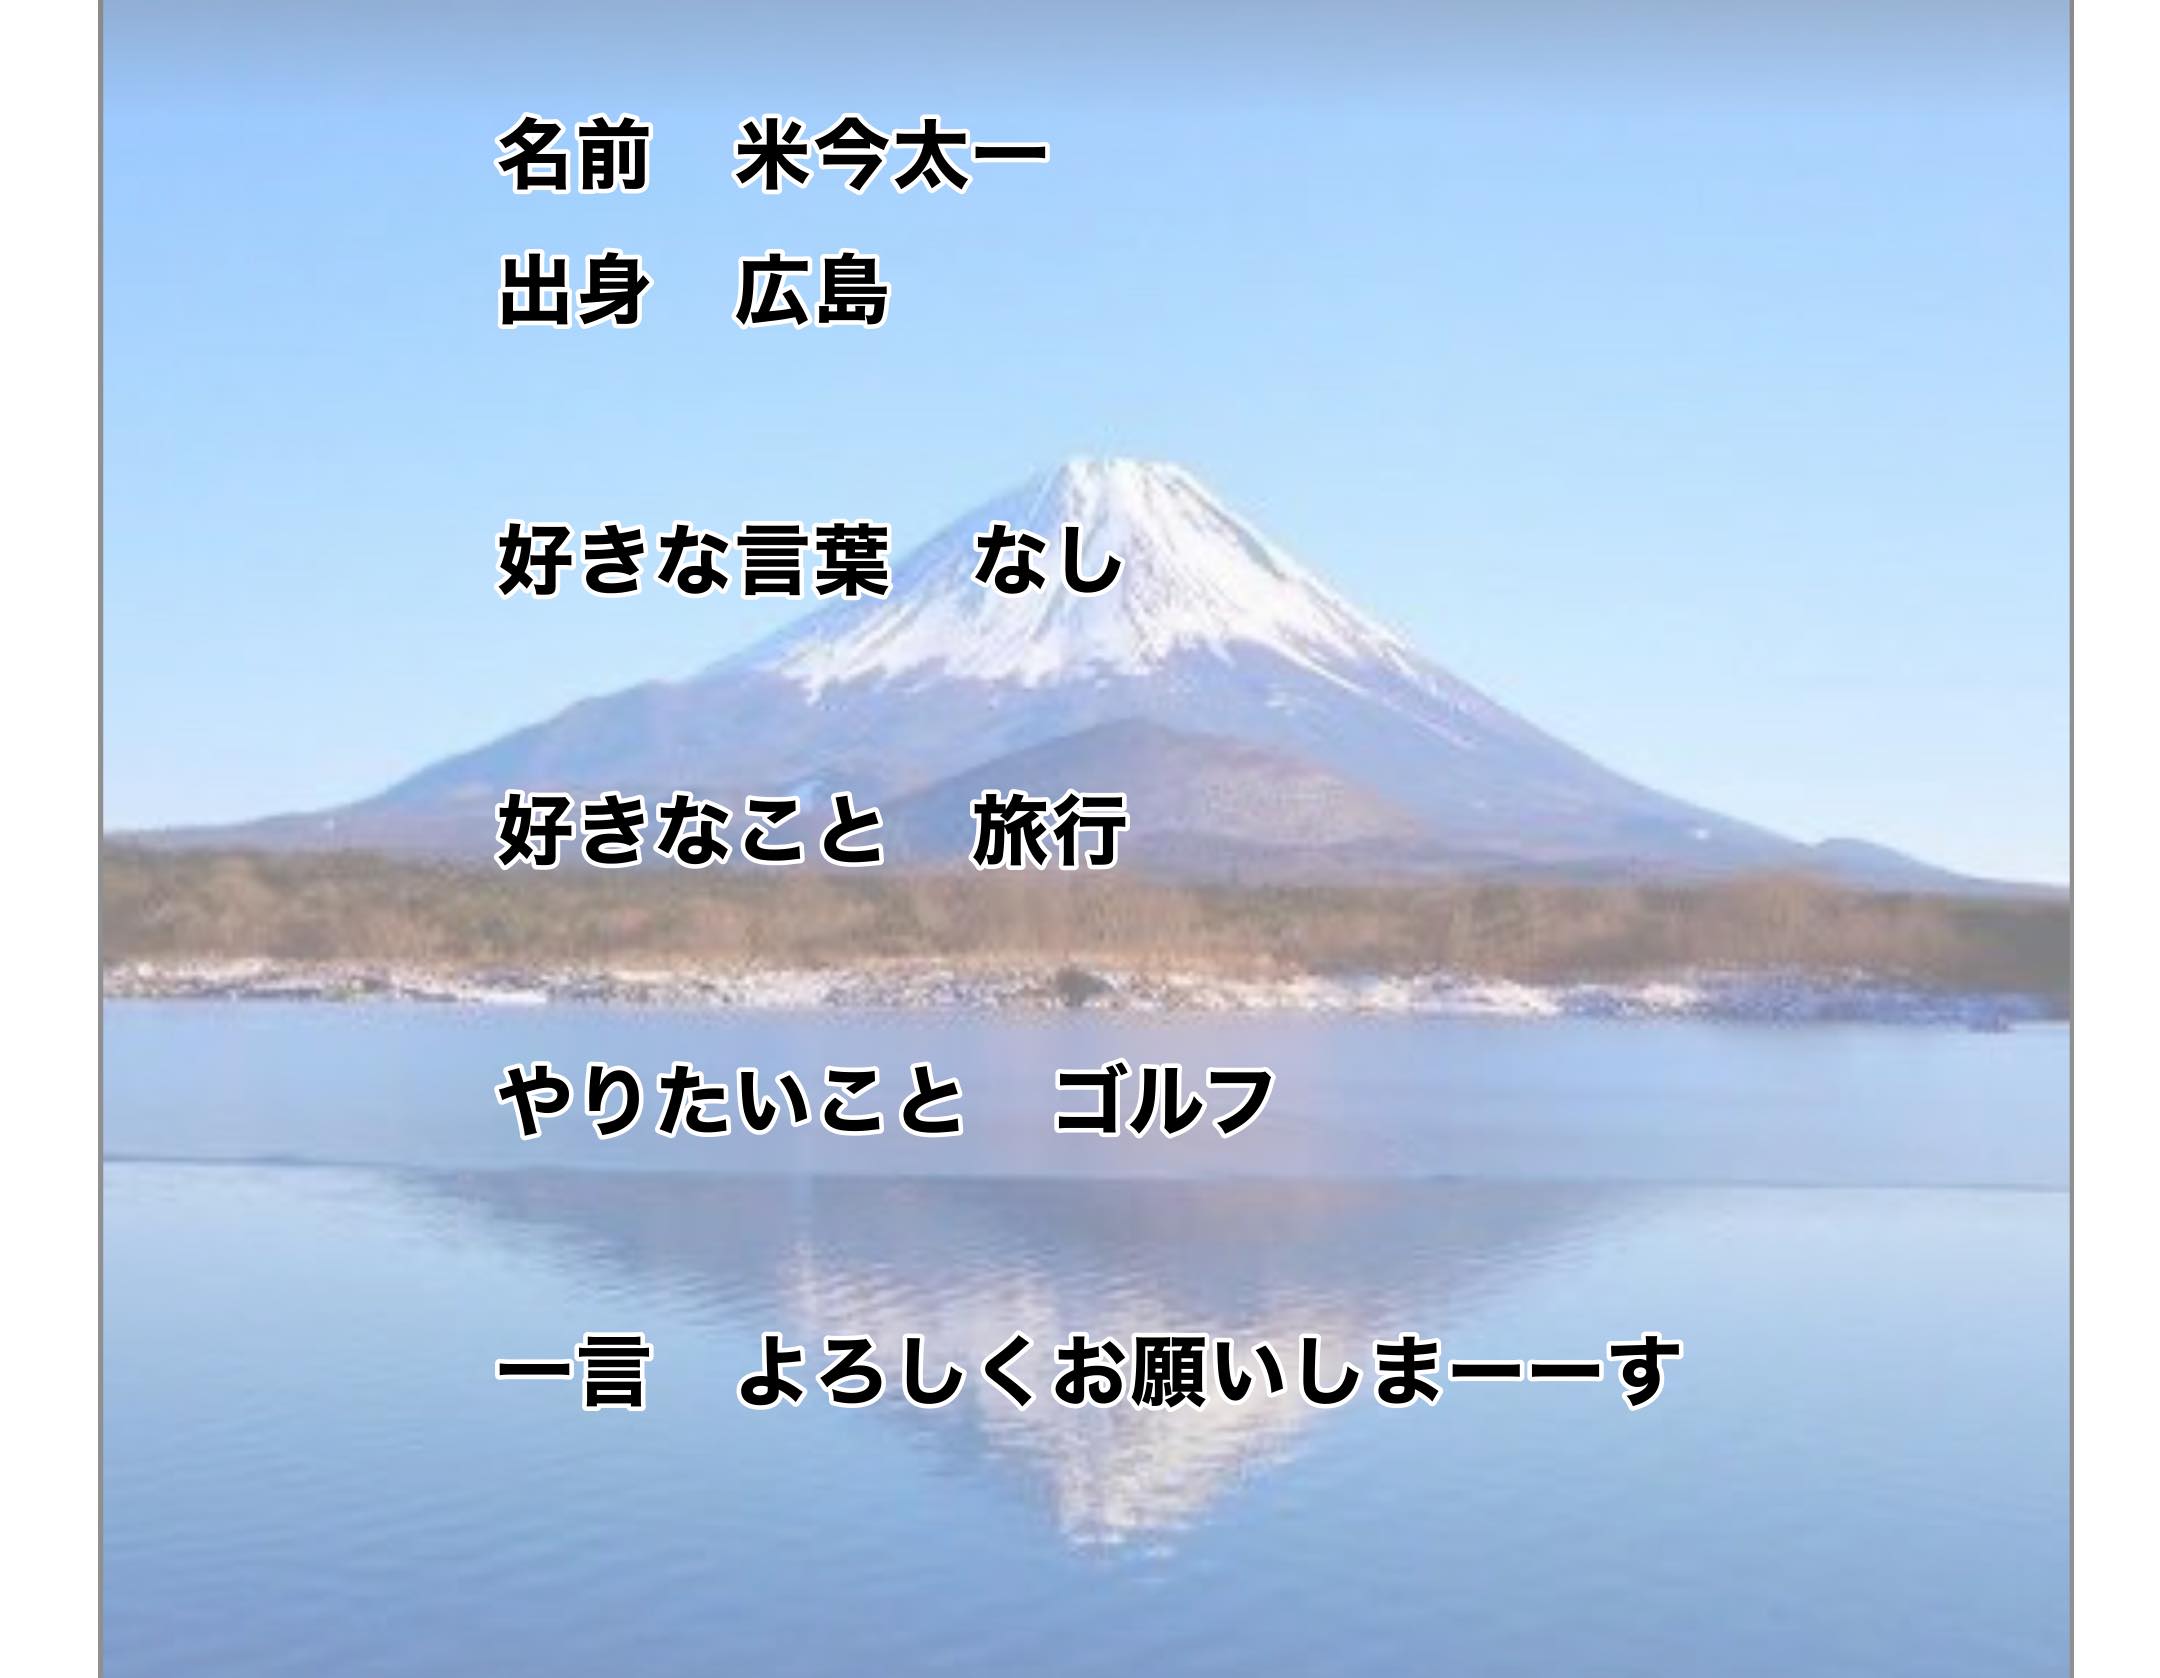 名前　米今太一
出身　広島
好きな言葉　なし
好きなこと　旅行
やりたいこと　ゴルフ
一言　よろしくお願いしまーーす